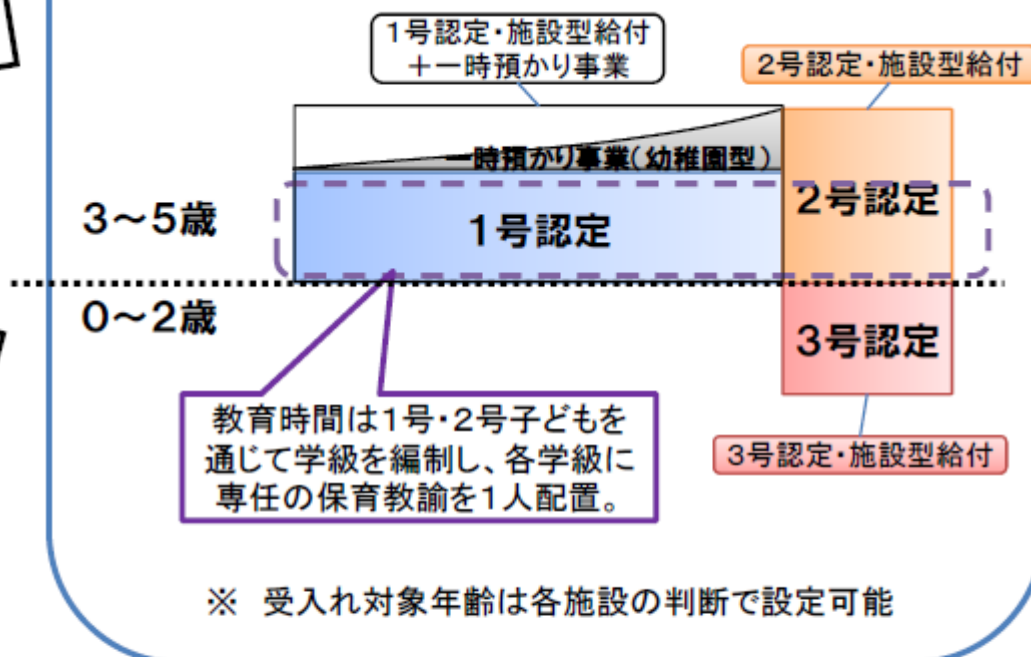 1号認定・施設型給付
+一時預かり事業
2号認定・施設型給付
一時預かり事業(幼稚園型)
3~5歳
1号認定
2号認定
0~2歳
3号認定
教育時間は1号・2号子どもを
通じて学級を編制し、各学級に
専任の保育教諭を1人配置。
3号認定・施設型給付
※ 受入れ対象年齢は各施設の判断で設定可能